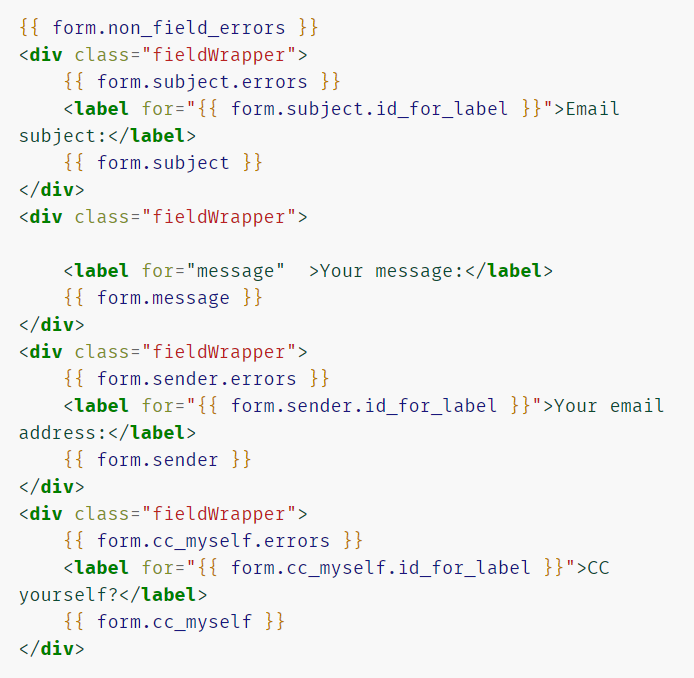 {{ form.non_field_errors }}
<div class="fieldWrapper">
    {{ form.subject.errors }}
    <label for="{{ form.subject.id_for_label }}">Email
subject:</label>
    {{ form.subject }}
</div>
<div class="fieldWrapper">

    <label for="message"  >Your message:</label>
    {{ form.message }}
</div>
<div class="fieldWrapper">
    {{ form.sender.errors }}
    <label for="{{ form.sender.id_for_label }}">Your email
address:</label>
    {{ form.sender }}
</div>
<div class="fieldWrapper">
    {{ form.cc_myself.errors }}
    <label for="{{ form.cc_myself.id_for_label }}">CC
yourself?</label>
    {{ form.cc_myself }}
</div>